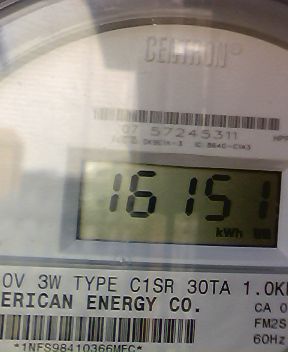 CENTRON®
07 57245311
16151
kWh
0V 3W TYPE C1SR 30TA 1.0K
ERICAN ENERGY CO.
CA 0
FM2S
60Hz
*1NFS98410366MFC*